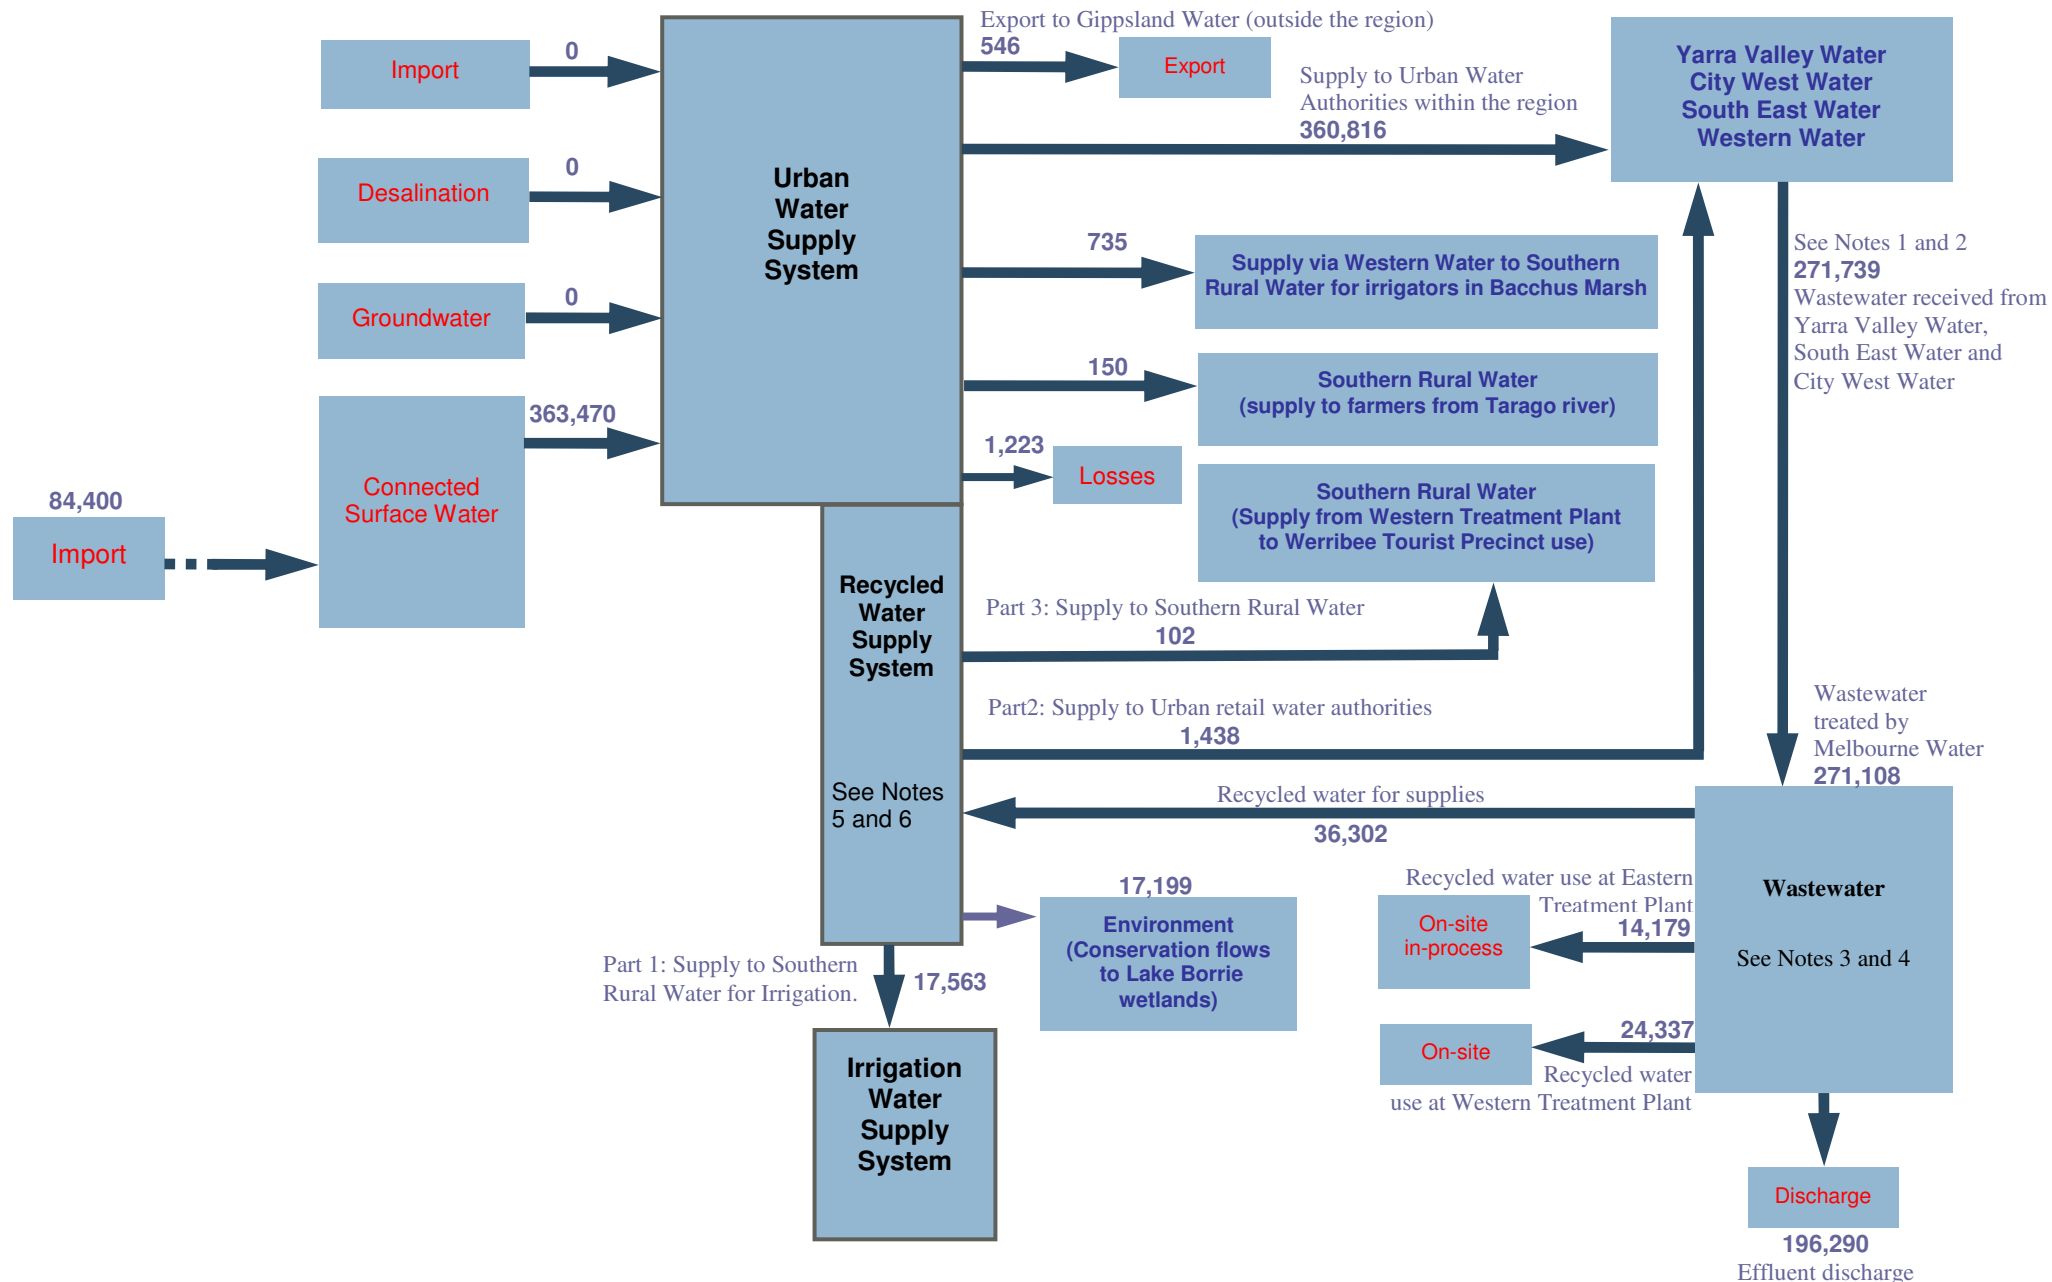 Import
0
Desalination
0
Groundwater
0
Connected
Surface Water
363,470
84,400
Import
Urban
Water
Supply
System
Export to Gippsland Water (outside the region)
546
Export
Supply to Urban Water
Authorities within the region
360,816
Yarra Valley Water
City West Water
South East Water
Western Water
735
Supply via Western Water to Southern
Rural Water for irrigators in Bacchus Marsh
150
Southern Rural Water
(supply to farmers from Tarago river)
1,223
Losses
Southern Rural Water
(Supply from Western Treatment Plant
to Werribee Tourist Precinct use)
See Notes 1 and 2
271,739
Wastewater received from
Yarra Valley Water,
South East Water and
City West Water
Recycled
Water
Supply
System
See Notes
5 and 6
Part 3: Supply to Southern Rural Water
102
Part2: Supply to Urban retail water authorities
1,438
Wastewater
treated by
Melbourne Water
271,108
Recycled water for supplies
36,302
17,199
Environment
(Conservation flows
to Lake Borrie
wetlands)
Recycled water use at Eastern
Treatment Plant
14,179
On-site
in-process
Wastewater
See Notes 3 and 4
24,337
On-site
Recycled water
use at Western Treatment Plant
Part 1: Supply to Southern
Rural Water for Irrigation.
17,563
Irrigation
Water
Supply
System
Discharge
196,290
Effluent discharge